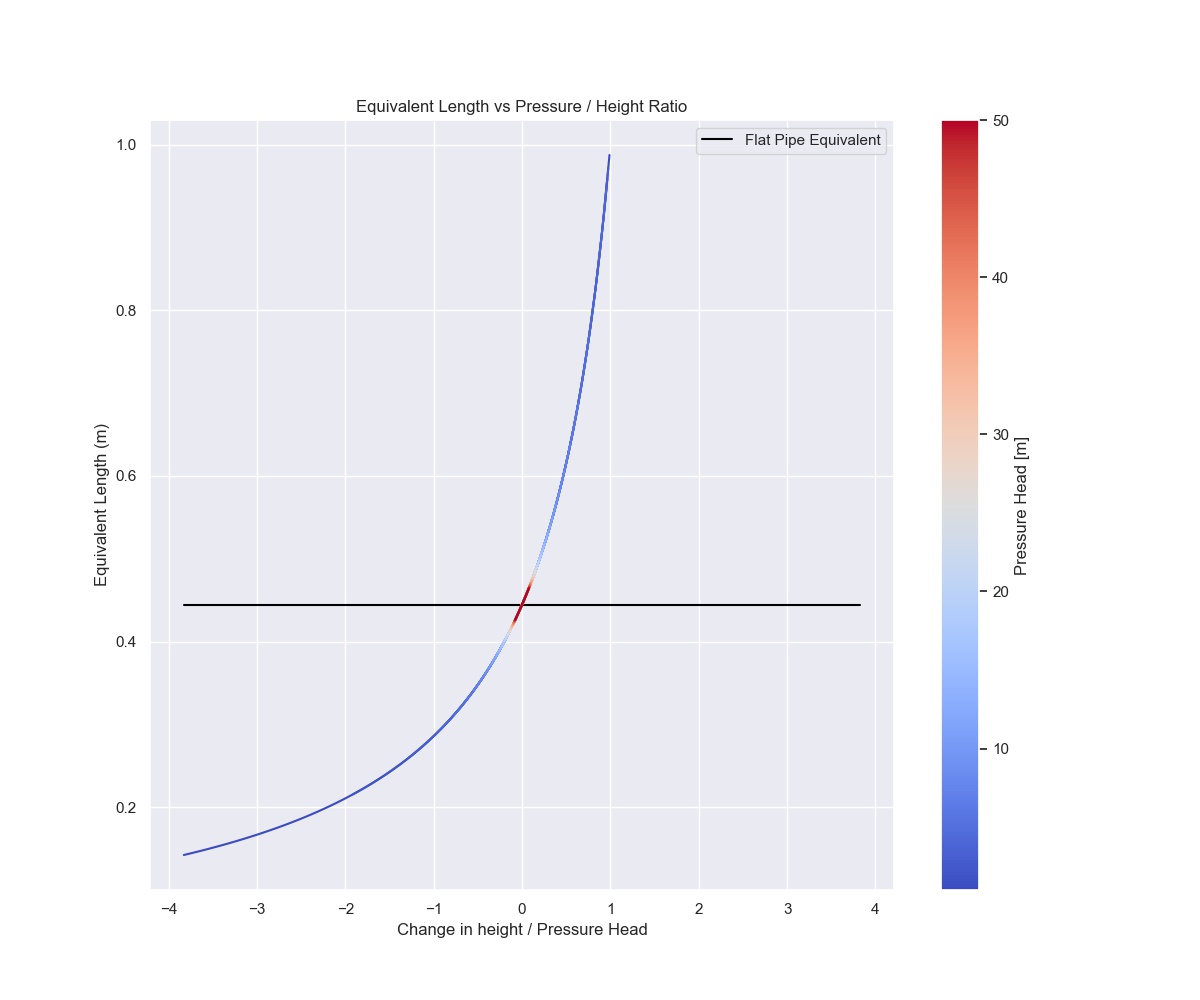 Equivalent Length vs Pressure / Height Ratio
Flat Pipe Equivalent
1.0
0.8
0.6
0.4
0.2
Equivalent Length (m)
−4 −3 −2 −1 0 1 2 3 4
Change in height / Pressure Head
50
40
30
20
10
Pressure Head [m]